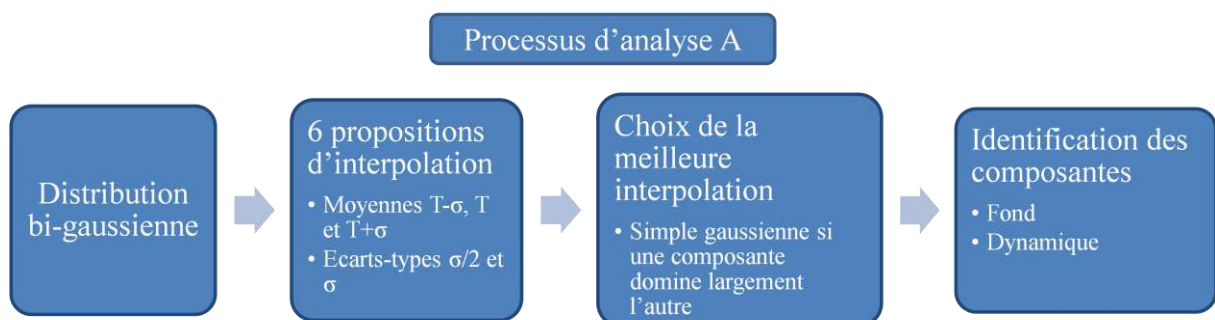 Processus d'analyse A
Distribution
bi-gaussienne
6 propositions
d'interpolation
• Moyennes T-σ, T
et T+σ
• Ecarts-types σ/2 et
σ
Choix de la
meilleure
interpolation
• Simple gaussienne si
une composante
domine largement
l'autre
Identification des
composantes
• Fond
• Dynamique